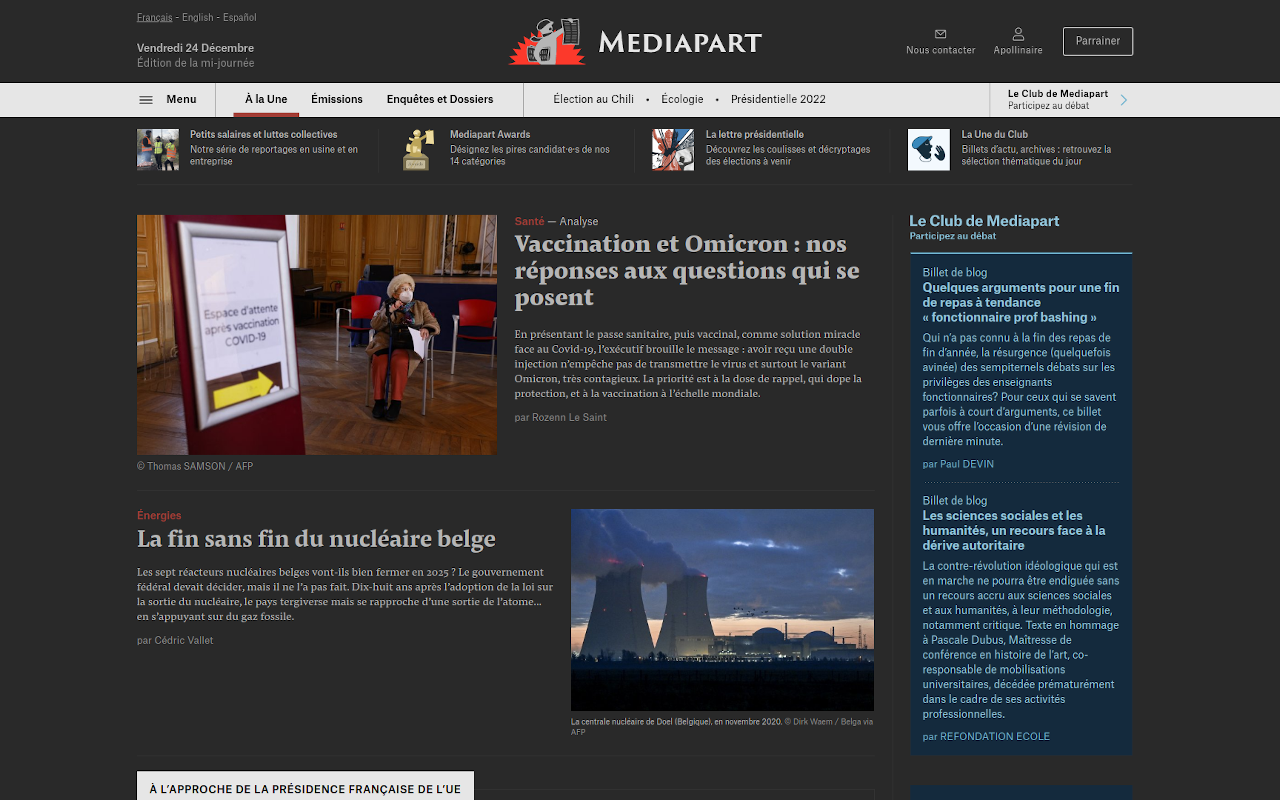 Français - English - Español
Vendredi 24 Décembre
Édition de la mi-journée
MEDIAPART
Nous contacter
Apollinaire
Parrainer
Menu
À la Une
Émissions
Enquêtes et Dossiers
Élection au Chili • Écologie • Présidentielle 2022
Le Club de Mediapart
Participez au débat
Petits salaires et luttes collectives
Notre série de reportages en usine et en
entreprise
Mediapart Awards
Désignez les pires candidat·e·s de nos
14 catégories
La lettre présidentielle
Découvrez les coulisses et décryptages
des élections à venir
La Une du Club
Billets d’actu, archives : retrouvez la
sélection thématique du jour
Espace d'attente
après vaccination
COVID-19
© Thomas SAMSON / AFP
Santé — Analyse
Vaccination et Omicron : nos
réponses aux questions qui se
posent
En présentant le passe sanitaire, puis vaccinal, comme solution miracle
face au Covid-19, l’exécutif brouille le message : avoir reçu une double
injection n’empêche pas de transmettre le virus et surtout le variant
Omicron, très contagieux. La priorité est à la dose de rappel, qui dope la
protection, et à la vaccination à l’échelle mondiale.
par Rozenn Le Saint
Énergies
La fin sans fin du nucléaire belge
Les sept réacteurs nucléaires belges vont-ils bien fermer en 2025 ? Le gouvernement
fédéral devait décider, mais il ne l’a pas fait. Dix-huit ans après l’adoption de la loi sur
la sortie du nucléaire, le pays tergiverse mais se rapproche d’une sortie de l’atome…
en s’appuyant sur du gaz fossile.
par Cédric Vallet
La centrale nucléaire de Doel (Belgique), en novembre 2020. © Dirk Waem / Belga via
AFP
À L’APPROCHE DE LA PRÉSIDENCE FRANÇAISE DE L’UE
Le Club de Mediapart
Participez au débat
Billet de blog
Quelques arguments pour une fin
de repas à tendance
« fonctionnaire prof bashing »
Qui n’a pas connu à la fin des repas de
fin d’année, la résurgence (quelquefois
avinée) des sempiternels débats sur les
privilèges des enseignants
fonctionnaires? Pour ceux qui se savent
parfois à court d’arguments, ce billet
vous offre l’occasion d’une révision de
dernière minute.
par Paul DEVIN
Billet de blog
Les sciences sociales et les
humanités, un recours face à la
dérive autoritaire
La contre-révolution idéologique qui est
en marche ne pourra être endiguée sans
un recours accru aux sciences sociales
et aux humanités, à leur méthodologie,
notamment critique. Texte en hommage
à Pascale Dubus, Maîtresse de
conférence en histoire de l’art, co-
responsable de mobilisations
universitaires, décédée prématurément
dans le cadre de ses activités
professionnelles.
par REFONDATION ECOLE